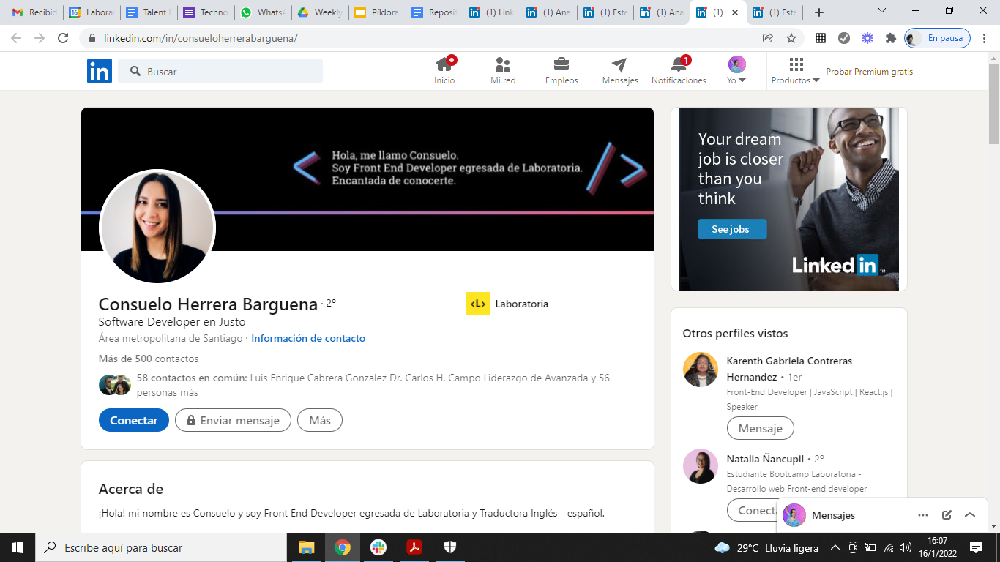 Recibid
16
Laborat
Talent F
Techno
WhatsA
Weekly
Píldora
Reposit
(1) Link
(1) Ana
(1) Este
(1) Ana
(1)
(1) Este
linkedin.com/in/consueloherrerabarguena/
En pausa
in
Buscar
Inicio
Mi red
Empleos
Mensajes
1
Notificaciones
Yo
Productos
Probar Premium gratis
Hola, me llamo Consuelo.
Soy Front End Developer egresada de Laboratoria.
Encantada de conocerte.
Consuelo Herrera Barguena · 2º
Software Developer en Justo
Área metropolitana de Santiago · Información de contacto
Más de 500 contactos
58 contactos en común: Luis Enrique Cabrera Gonzalez Dr. Carlos H. Campo Liderazgo de Avanzada y 56
personas más
Conectar
Enviar mensaje
Más
<L>
Laboratoria
Acerca de
¡Hola! mi nombre es Consuelo y soy Front End Developer egresada de Laboratoria y Traductora Inglés - español.
Your dream
job is closer
than you
think
See jobs
Linked in ™
Otros perfiles vistos
Karenth Gabriela Contreras
Hernandez • 1er
Front-End Developer | JavaScript | React.js |
Speaker
Mensaje
Natalia Ñancupil • 2º
Estudiante Bootcamp Laboratoria -
Desarrollo web Front-end developer
Conecta
Mensajes
Escribe aquí para buscar
29°C Lluvia ligera
16:07
16/1/2022